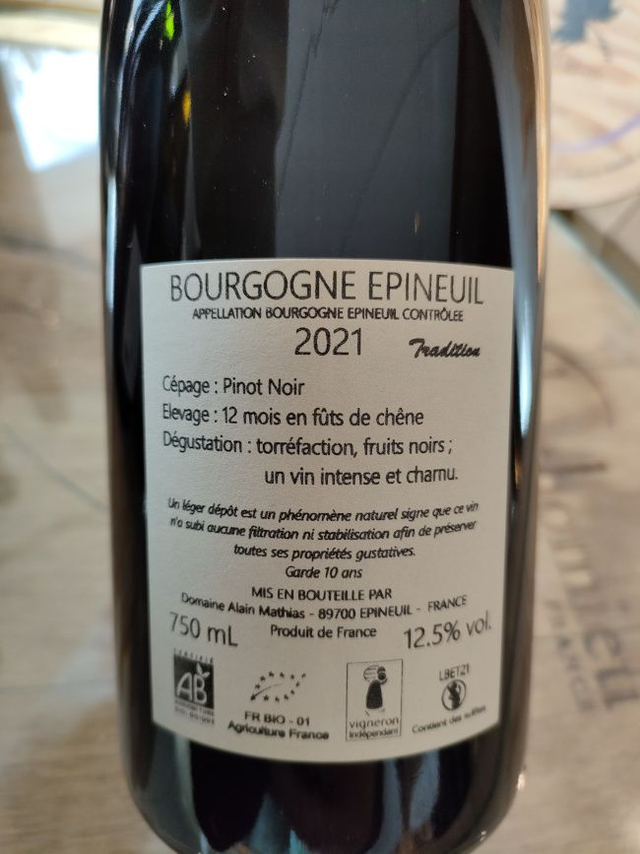 BOURGOGNE EPINEUIL
APPELLATION BOURGOGNE EPINEUIL CONTRÔLEE
2021 Tradition
Cépage : Pinot Noir
Elevage : 12 mois en fûts de chêne
Dégustation : torréfaction, fruits noirs ;
un vin intense et charnu.
Un léger dépôt est un phénomène naturel signe que ce vin
n'a subi aucune filtration ni stabilisation afin de préserver
toutes ses propriétés gustatives.
Garde 10 ans
MIS EN BOUTEILLE PAR
Domaine Alain Mathias - 89700 EPINEUIL - FRANCE
750 mL Produit de France 12.5% vol.
CERTIFIÉ
AB
AGRICULTURE
BIOLOGIQUE
FR BIO - 01
Agriculture France
vigneron
indépendant
LBET21
Contient des sulfites